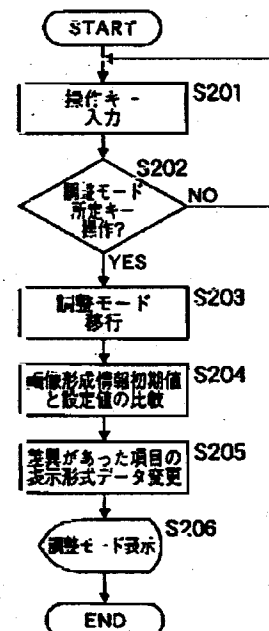 START
操作キー
入力
S201
S202
調整モード
所定キー
操作?
NO
YES
調整モード
移行
S203
画像形成情報初期値
と設定値の比較
S204
差異があった項目の
表示形式データ変更
S205
S206
調整モード表示
END